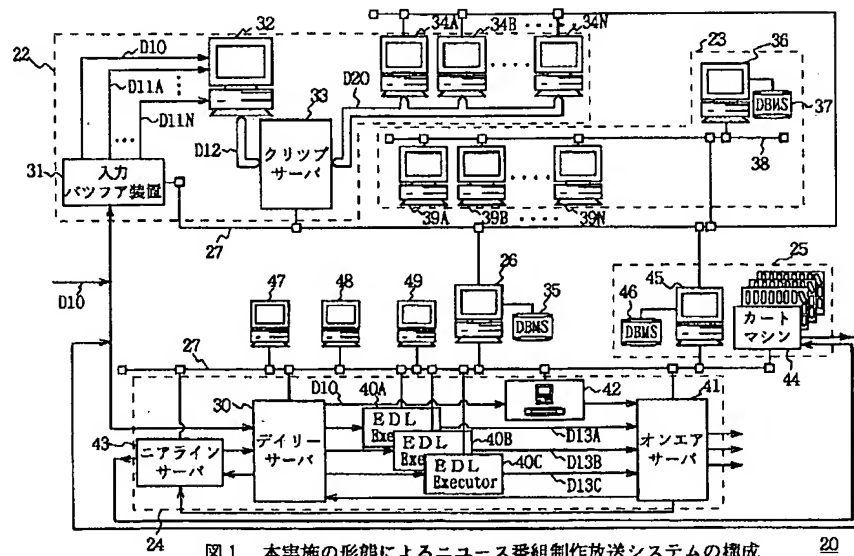 32
34A
34B
34N
22
D10
D11A
D11N
33
D20
23
36
DBMS
37
D12
クリツプ
サーバ
38
31
入力
バツフア装置
39A
39B
39N
27
26
25
D10
47
48
49
35
DBMS
45
46
DBMS
カート
マシン
44
27
D10
40A
42
41
30
43
ニアライン
サーバ
デイリー
サーバ
EDL
Exe
EDL
Exe
40B
EDL
Executor
40C
D13A
D13B
D13C
オンエア
サーバ
24
20
図1 本実施の形態によるニユース番組制作放送システムの構成